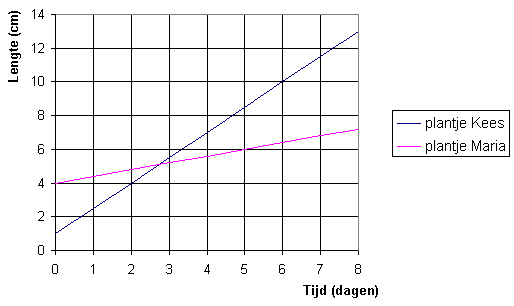 Lengte (cm)
14
12
10
8
6
4
2
0
0 1 2 3 4 5 6 7 8
Tijd (dagen)
plantje Kees
plantje Maria